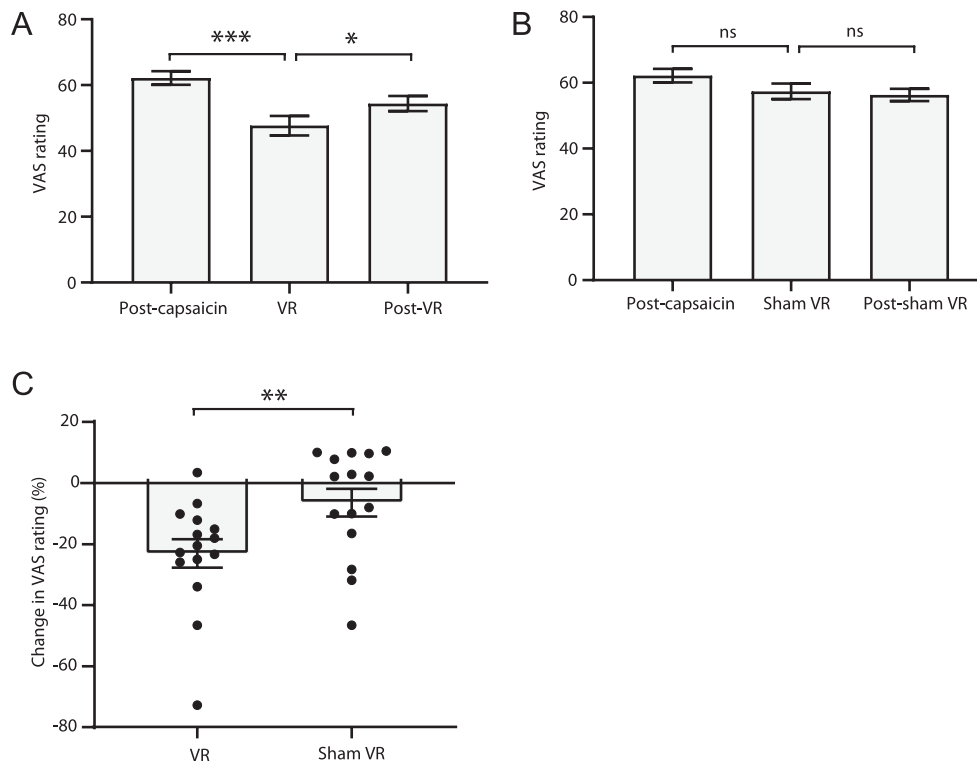 A
VAS rating
80
60
40
20
0
***
*
Post-capsaicin
VR
Post-VR
B
VAS rating
80
60
40
20
0
ns
ns
Post-capsaicin
Sham VR
Post-sham VR
C
Change in VAS rating (%)
20
0
-20
-40
-60
-80
**
VR
Sham VR